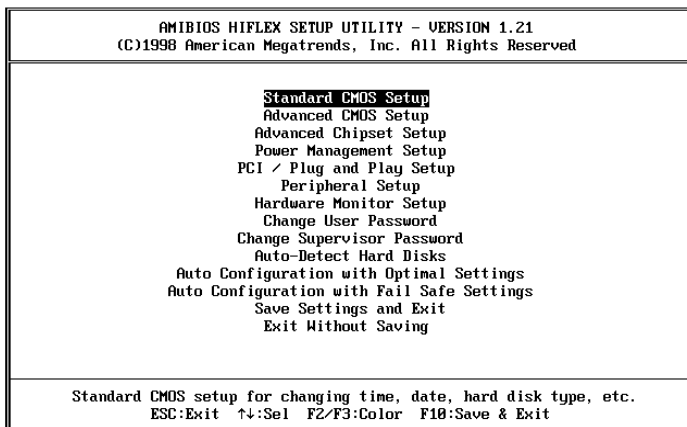 AMIBIOS HIFLEX SETUP UTILITY - VERSION 1.21
(C)1998 American Megatrends, Inc. All Rights Reserved
Standard CMOS Setup
Advanced CMOS Setup
Advanced Chipset Setup
Power Management Setup
PCI / Plug and Play Setup
Peripheral Setup
Hardware Monitor Setup
Change User Password
Change Supervisor Password
Auto-Detect Hard Disks
Auto Configuration with Optimal Settings
Auto Configuration with Fail Safe Settings
Save Settings and Exit
Exit Without Saving
Standard CMOS setup for changing time, date, hard disk type, etc.
ESC:Exit ↑↓:Sel F2/F3:Color F10:Save & Exit